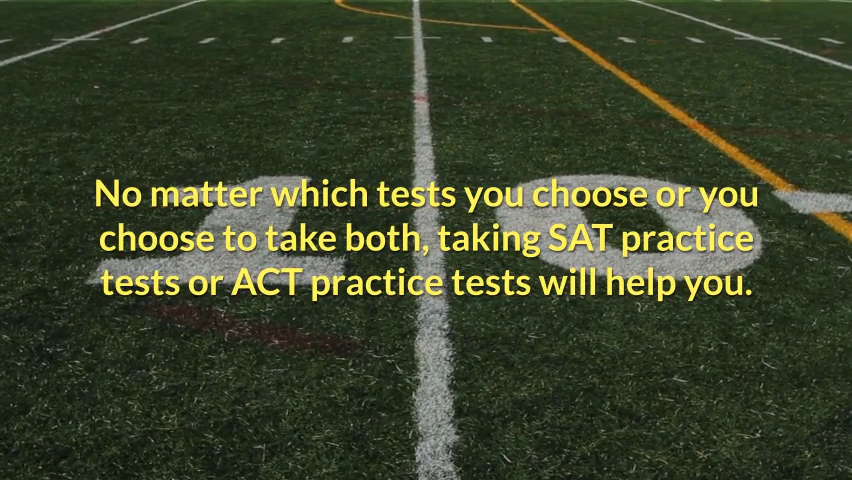 No matter which tests you choose or you
choose to take both, taking SAT practice
tests or ACT practice tests will help you.
10